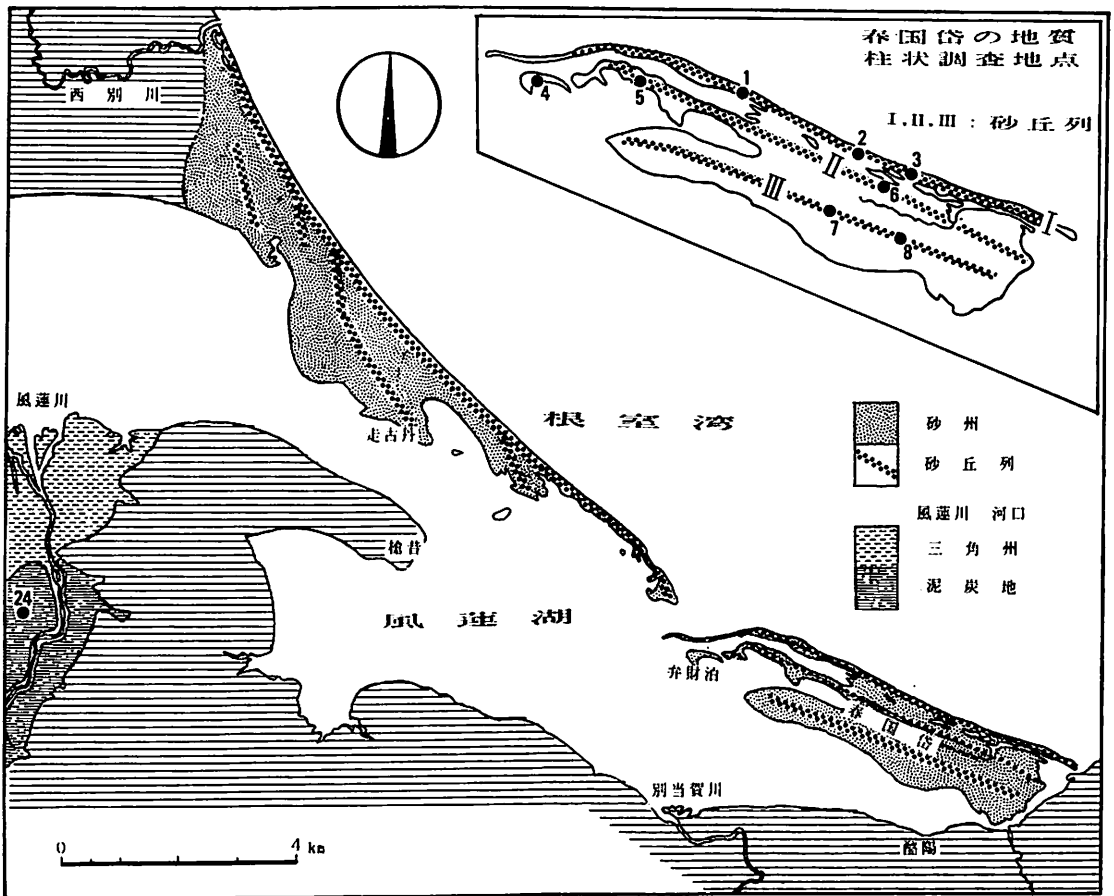 春国岱の地質
柱状調査地点
I.II.III:砂丘列
1
2
3
4
5
6
7
8
I
II
III
西別川
風蓮川
24
走古丹
槍昔
根室湾
風蓮湖
砂州
砂丘列
風蓮川 河口
三角州
泥炭地
弁財泊
春国岱
別当賀川
酪陽
0 4 km